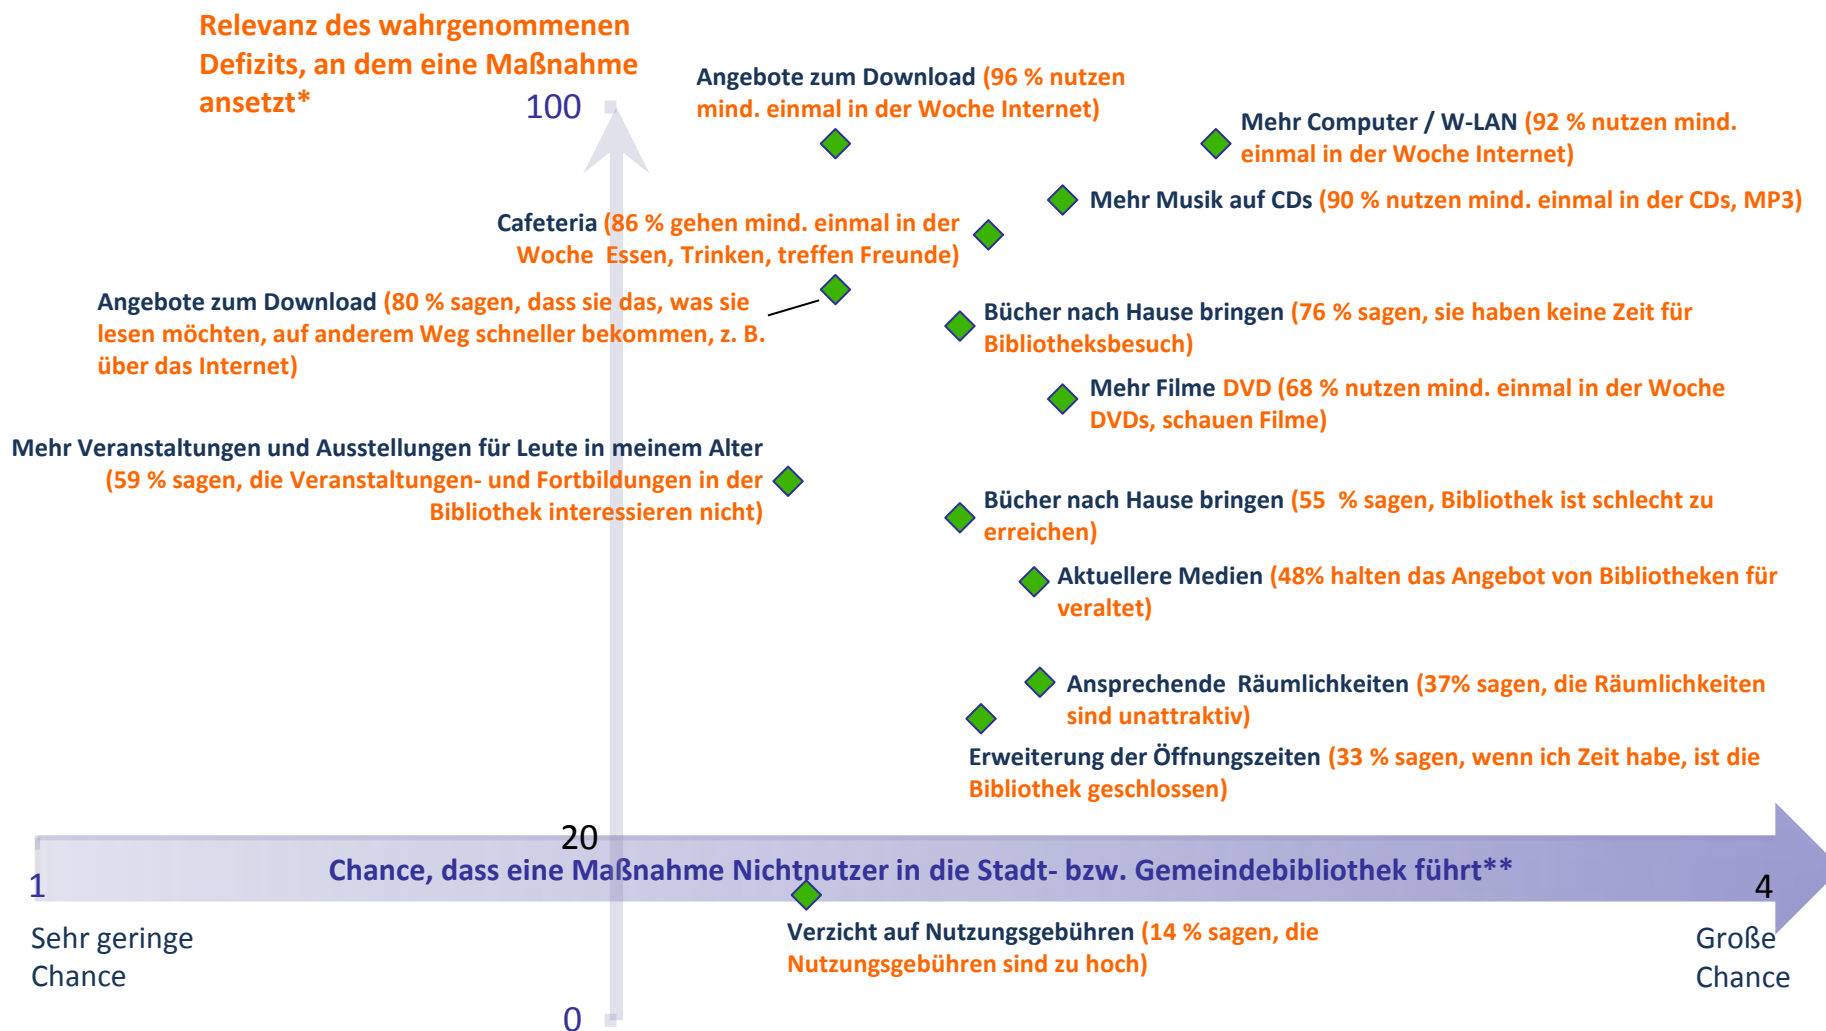 Relevanz des wahrgenommenen
Defizits, an dem eine Maßnahme
ansetzt*
100
Angebote zum Download (96 % nutzen
mind. einmal in der Woche Internet)
Mehr Computer / W-LAN (92 % nutzen mind.
einmal in der Woche Internet)
Mehr Musik auf CDs (90 % nutzen mind. einmal in der CDs, MP3)
Cafeteria (86 % gehen mind. einmal in der
Woche Essen, Trinken, treffen Freunde)
Angebote zum Download (80 % sagen, dass sie das, was sie
lesen möchten, auf anderem Weg schneller bekommen, z. B.
über das Internet)
Bücher nach Hause bringen (76 % sagen, sie haben keine Zeit für
Bibliotheksbesuch)
Mehr Filme DVD (68 % nutzen mind. einmal in der Woche
DVDs, schauen Filme)
Mehr Veranstaltungen und Ausstellungen für Leute in meinem Alter
(59 % sagen, die Veranstaltungen- und Fortbildungen in der
Bibliothek interessieren nicht)
Bücher nach Hause bringen (55 % sagen, Bibliothek ist schlecht zu
erreichen)
Aktuellere Medien (48% halten das Angebot von Bibliotheken für
veraltet)
Ansprechende Räumlichkeiten (37% sagen, die Räumlichkeiten
sind unattraktiv)
Erweiterung der Öffnungszeiten (33 % sagen, wenn ich Zeit habe, ist die
Bibliothek geschlossen)
20
Chance, dass eine Maßnahme Nichtnutzer in die Stadt- bzw. Gemeindebibliothek führt**
1
4
Sehr geringe
Chance
Große
Chance
Verzicht auf Nutzungsgebühren (14 % sagen, die
Nutzungsgebühren sind zu hoch)
0